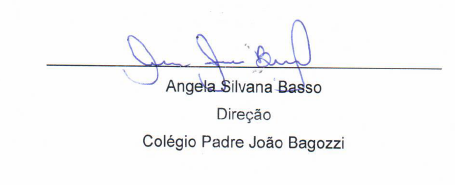 Angela Silvana Basso
Direção
Colégio Padre João Bagozzi